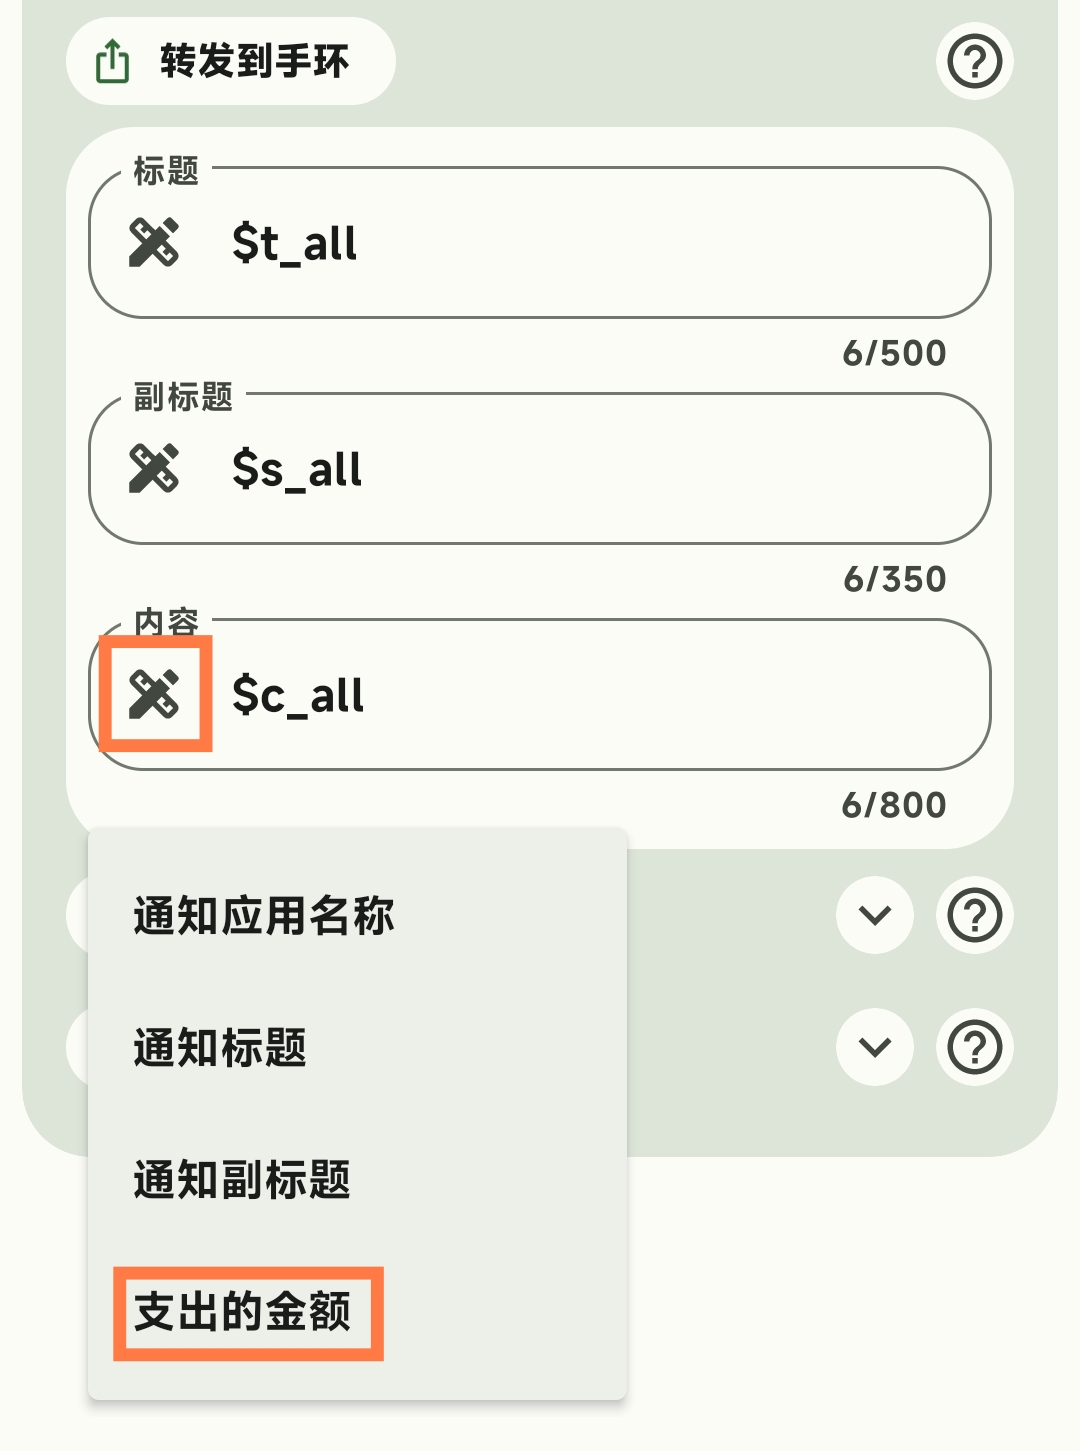 转发到手环
标题
$t_all
6/500
副标题
$s_all
6/350
内容
$c_all
6/800
通知应用名称
通知标题
通知副标题
支出的金额